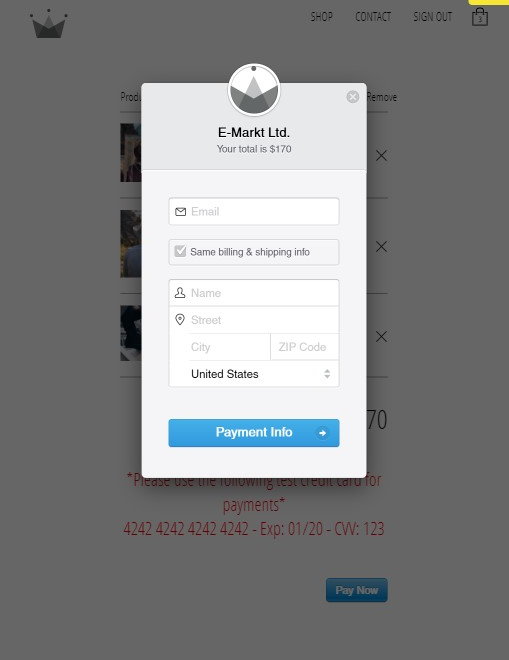 SHOP CONTACT SIGN OUT 3
Remove
E-Markt Ltd.
Your total is $170
Email
Same billing & shipping info
Name
Street
City ZIP Code
United States
Payment Info
70
*Please use the following test credit card for
payments*
4242 4242 4242 4242 - Exp: 01/20 - CVV: 123
Pay Now